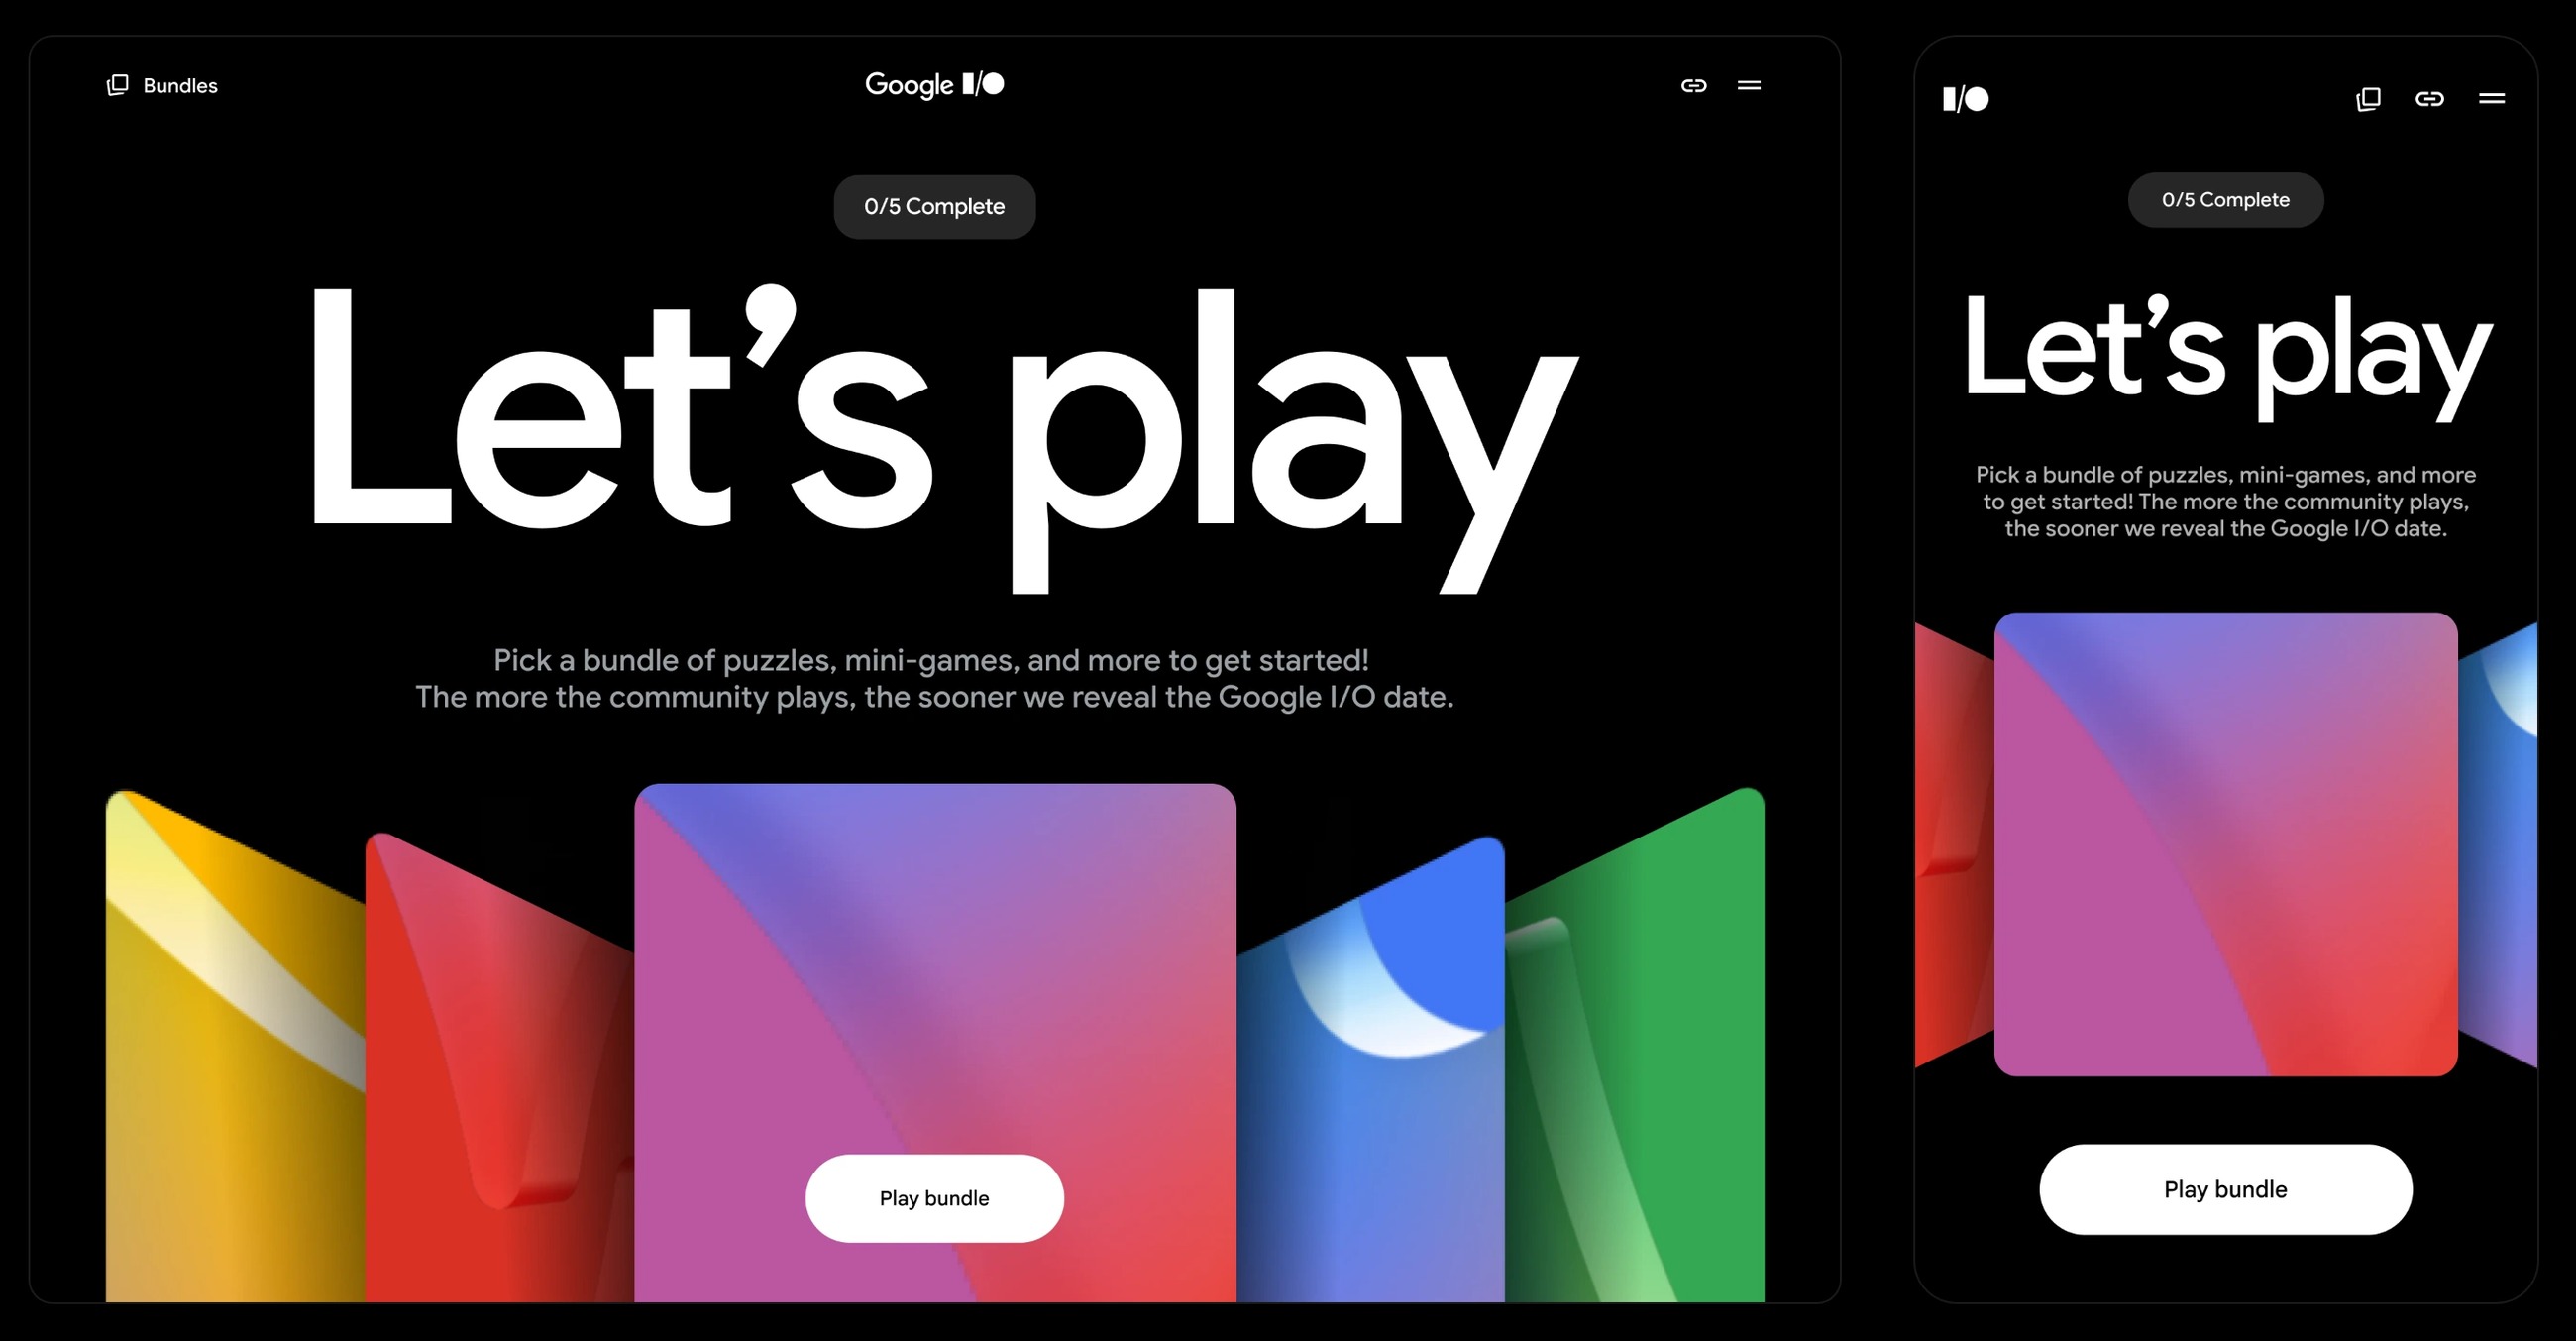 Bundles
Google I/O
0/5 Complete
Let’s play
Pick a bundle of puzzles, mini-games, and more to get started!
The more the community plays, the sooner we reveal the Google I/O date.
Play bundle
I/O
0/5 Complete
Let’s play
Pick a bundle of puzzles, mini-games, and more
to get started! The more the community plays,
the sooner we reveal the Google I/O date.
Play bundle